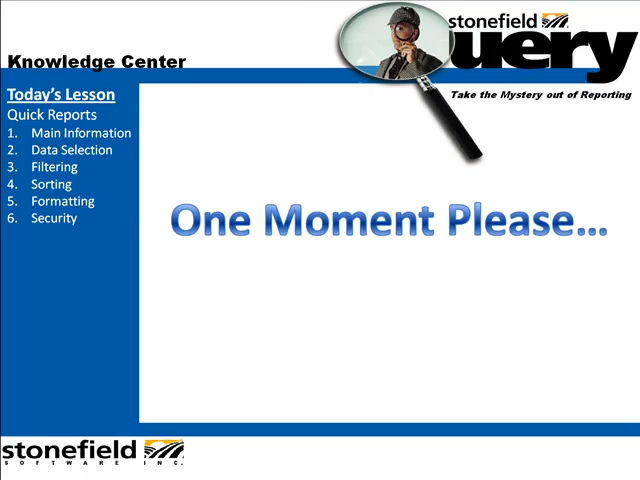 stonefield
uery
Knowledge Center
Take the Mystery out of Reporting
Today's Lesson
Quick Reports
1. Main Information
2. Data Selection
3. Filtering
4. Sorting
5. Formatting
6. Security
One Moment Please...
stonefield
SOFTWARE INC.